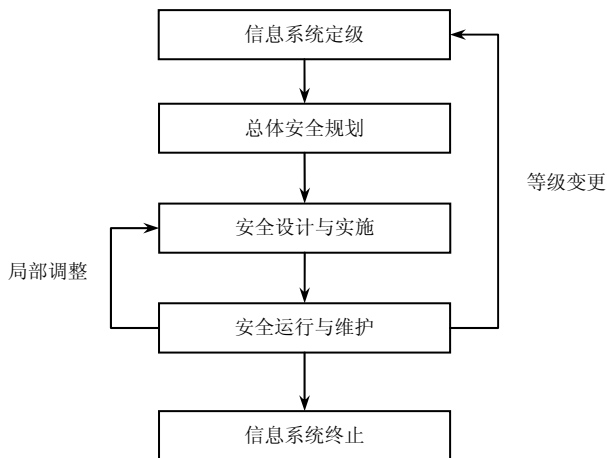 信息系统定级
总体安全规划
等级变更
安全设计与实施
局部调整
安全运行与维护
信息系统终止